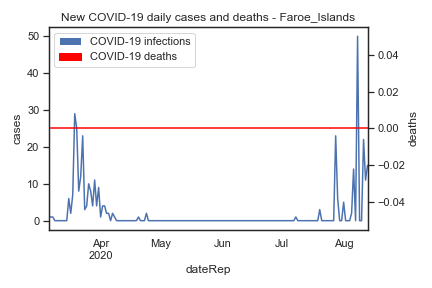 New COVID-19 daily cases and deaths - Faroe_Islands
COVID-19 infections
COVID-19 deaths
50
40
30
20
10
0
cases
0.04
0.02
0.00
−0.02
−0.04
deaths
Apr
2020
May
Jun
Jul
Aug
dateRep